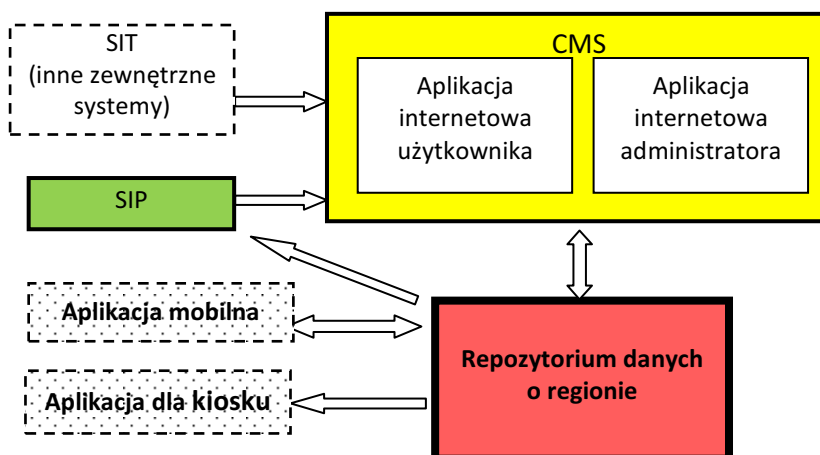 SIT
(inne zewnętrzne
systemy)
CMS
Aplikacja
internetowa
użytkownika
Aplikacja
internetowa
administratora
SIP
Aplikacja mobilna
Aplikacja dla kiosku
Repozytorium danych
o regionie